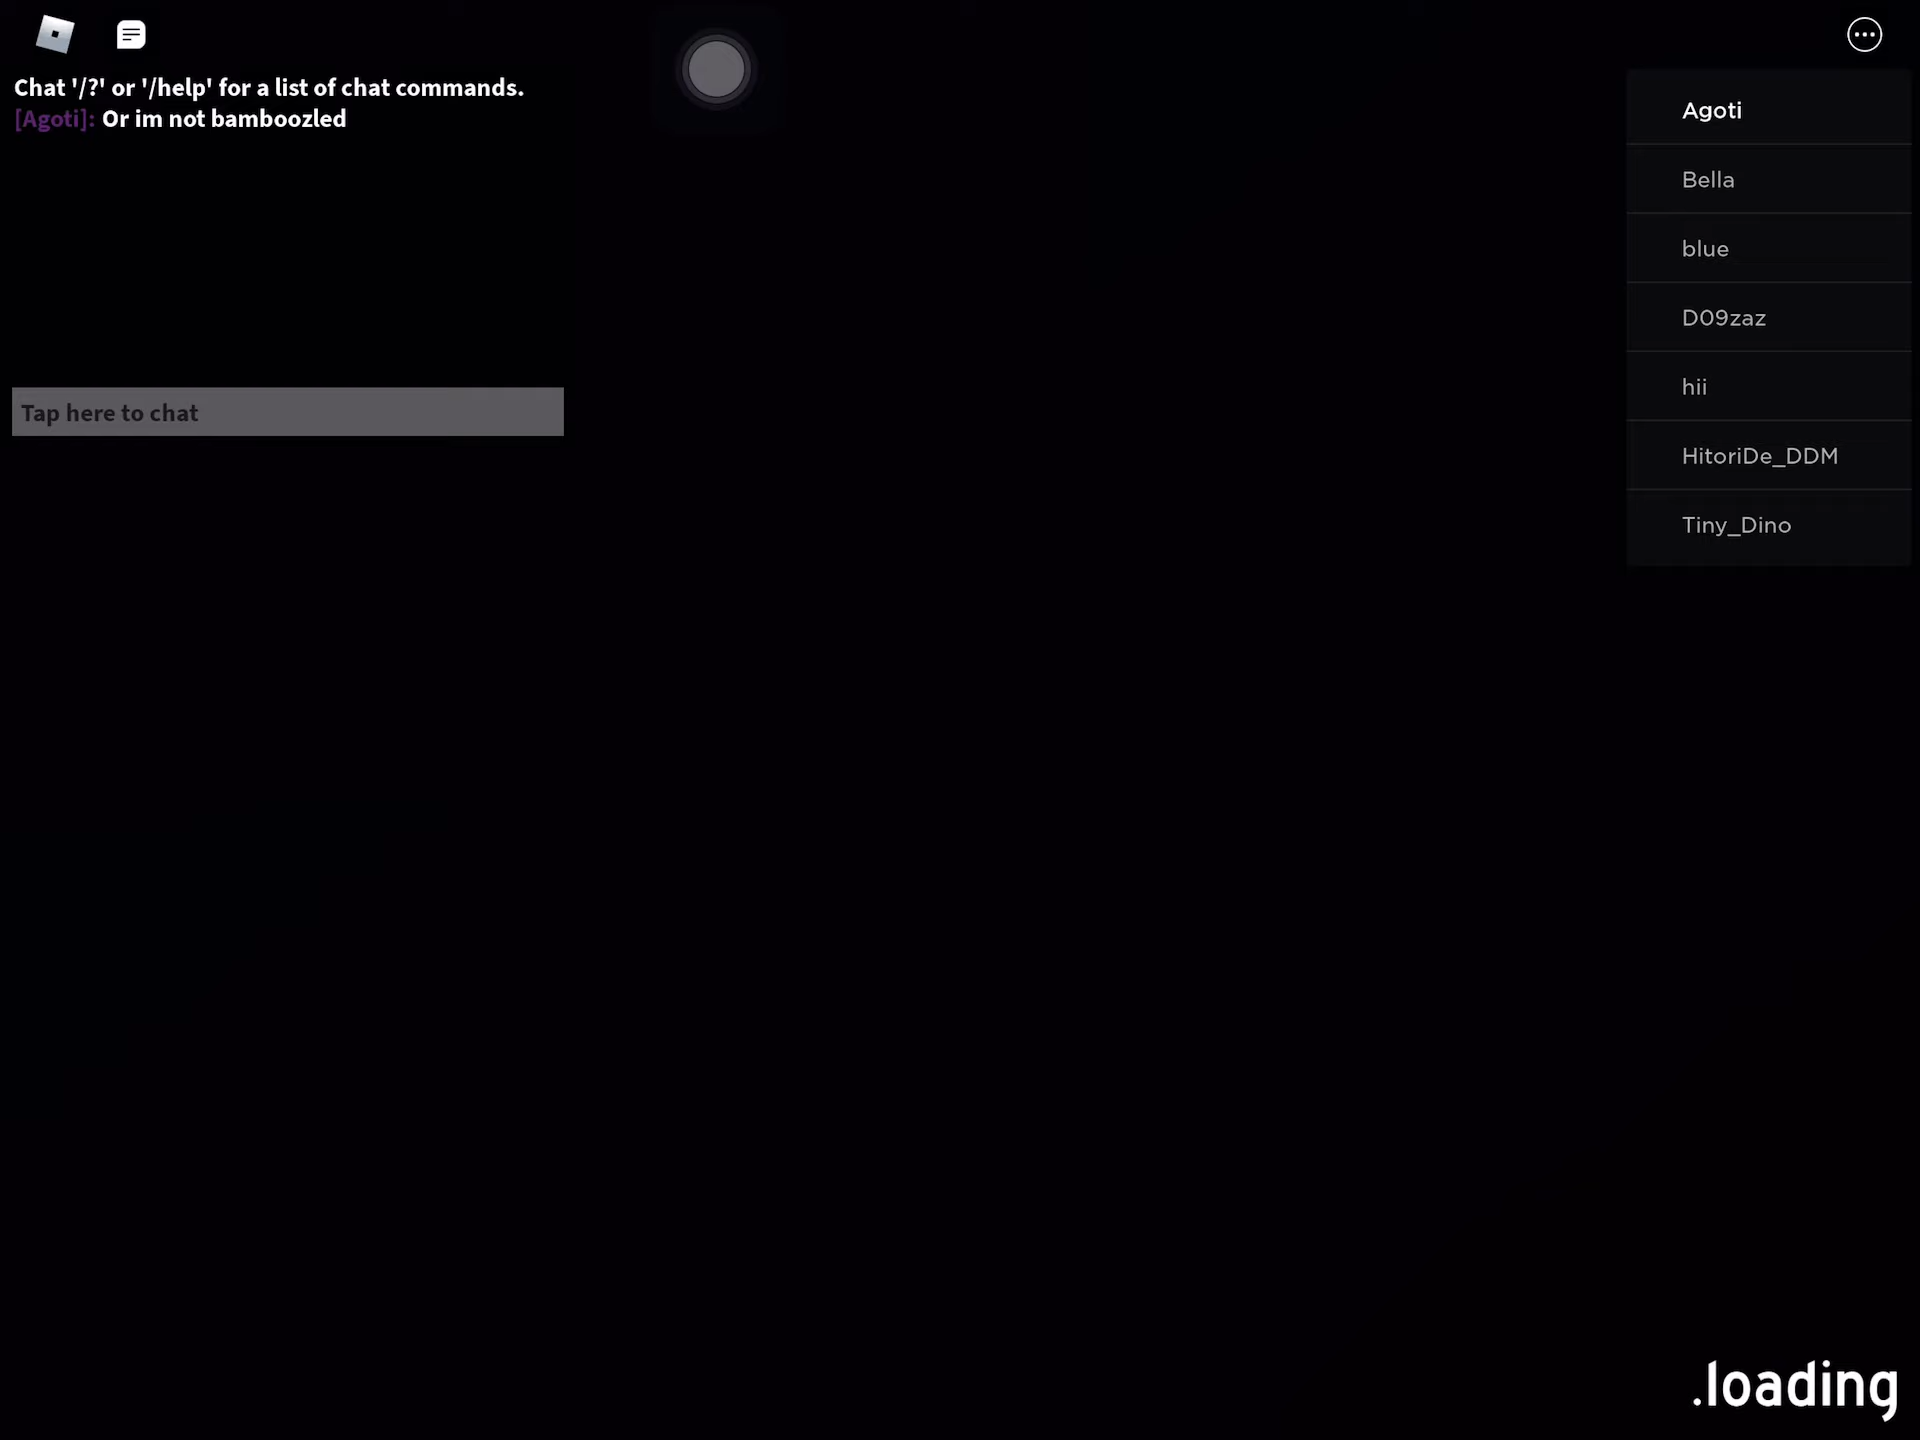 Chat '/?' or '/help' for a list of chat commands.
[Agoti]: Or im not bamboozled
Tap here to chat
Agoti
Bella
blue
D09zaz
hii
HitoriDe_DDM
Tiny_Dino
.loading